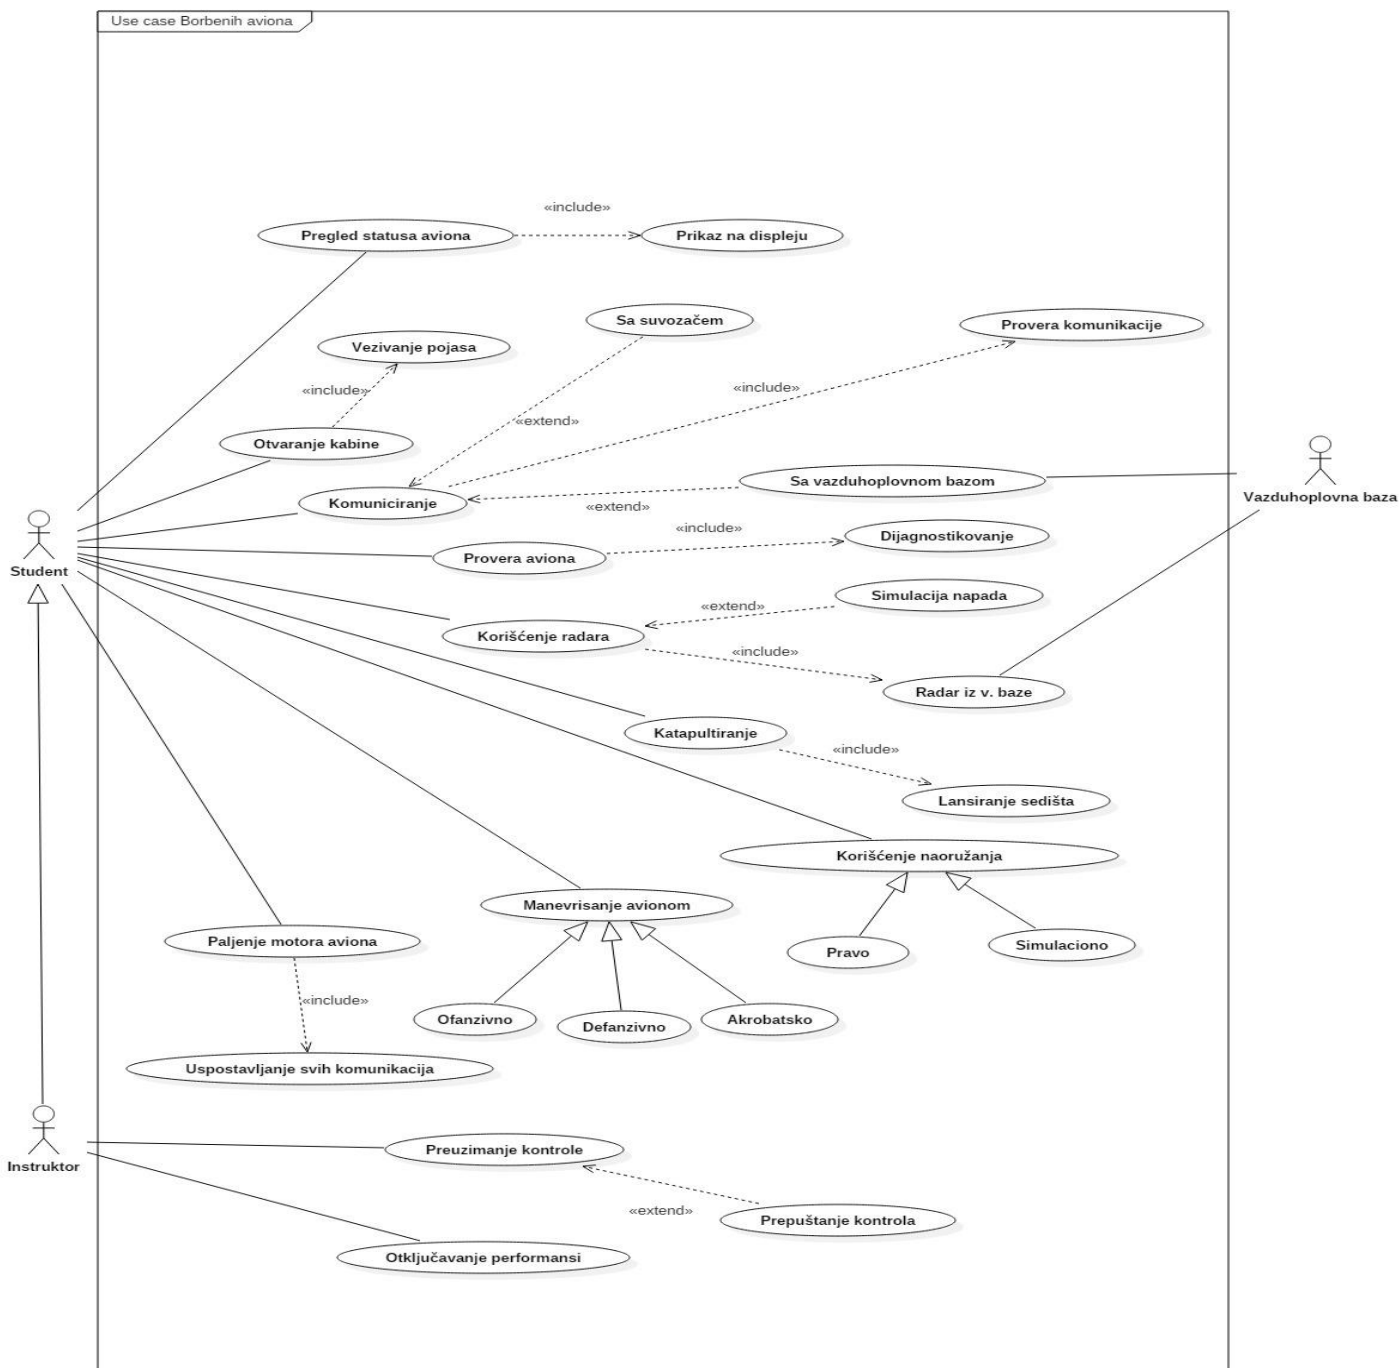 Use case Borbenih aviona
«include»
Pregled statusa aviona
Prikaz na displeju
Sa suvozačem
Provera komunikacije
Vezivanje pojasa
«include»
«include»
«extend»
Otvaranje kabine
Sa vazduhoplovnom bazom
Vazduhoplovna baza
Komuniciranje
«extend»
«include»
Dijagnostikovanje
Provera aviona
Student
Simulacija napada
«extend»
Korišćenje radara
«include»
Radar iz v. baze
Katapultiranje
«include»
Lansiranje sedišta
Korišćenje naoružanja
Manevrisanje avionom
Paljenje motora aviona
Pravo
Simulaciono
«include»
Ofanzivno
Defanzivno
Akrobatsko
Uspostavljanje svih komunikacija
Preuzimanje kontrole
Instruktor
«extend»
Prepuštanje kontrola
Otključavanje performansi